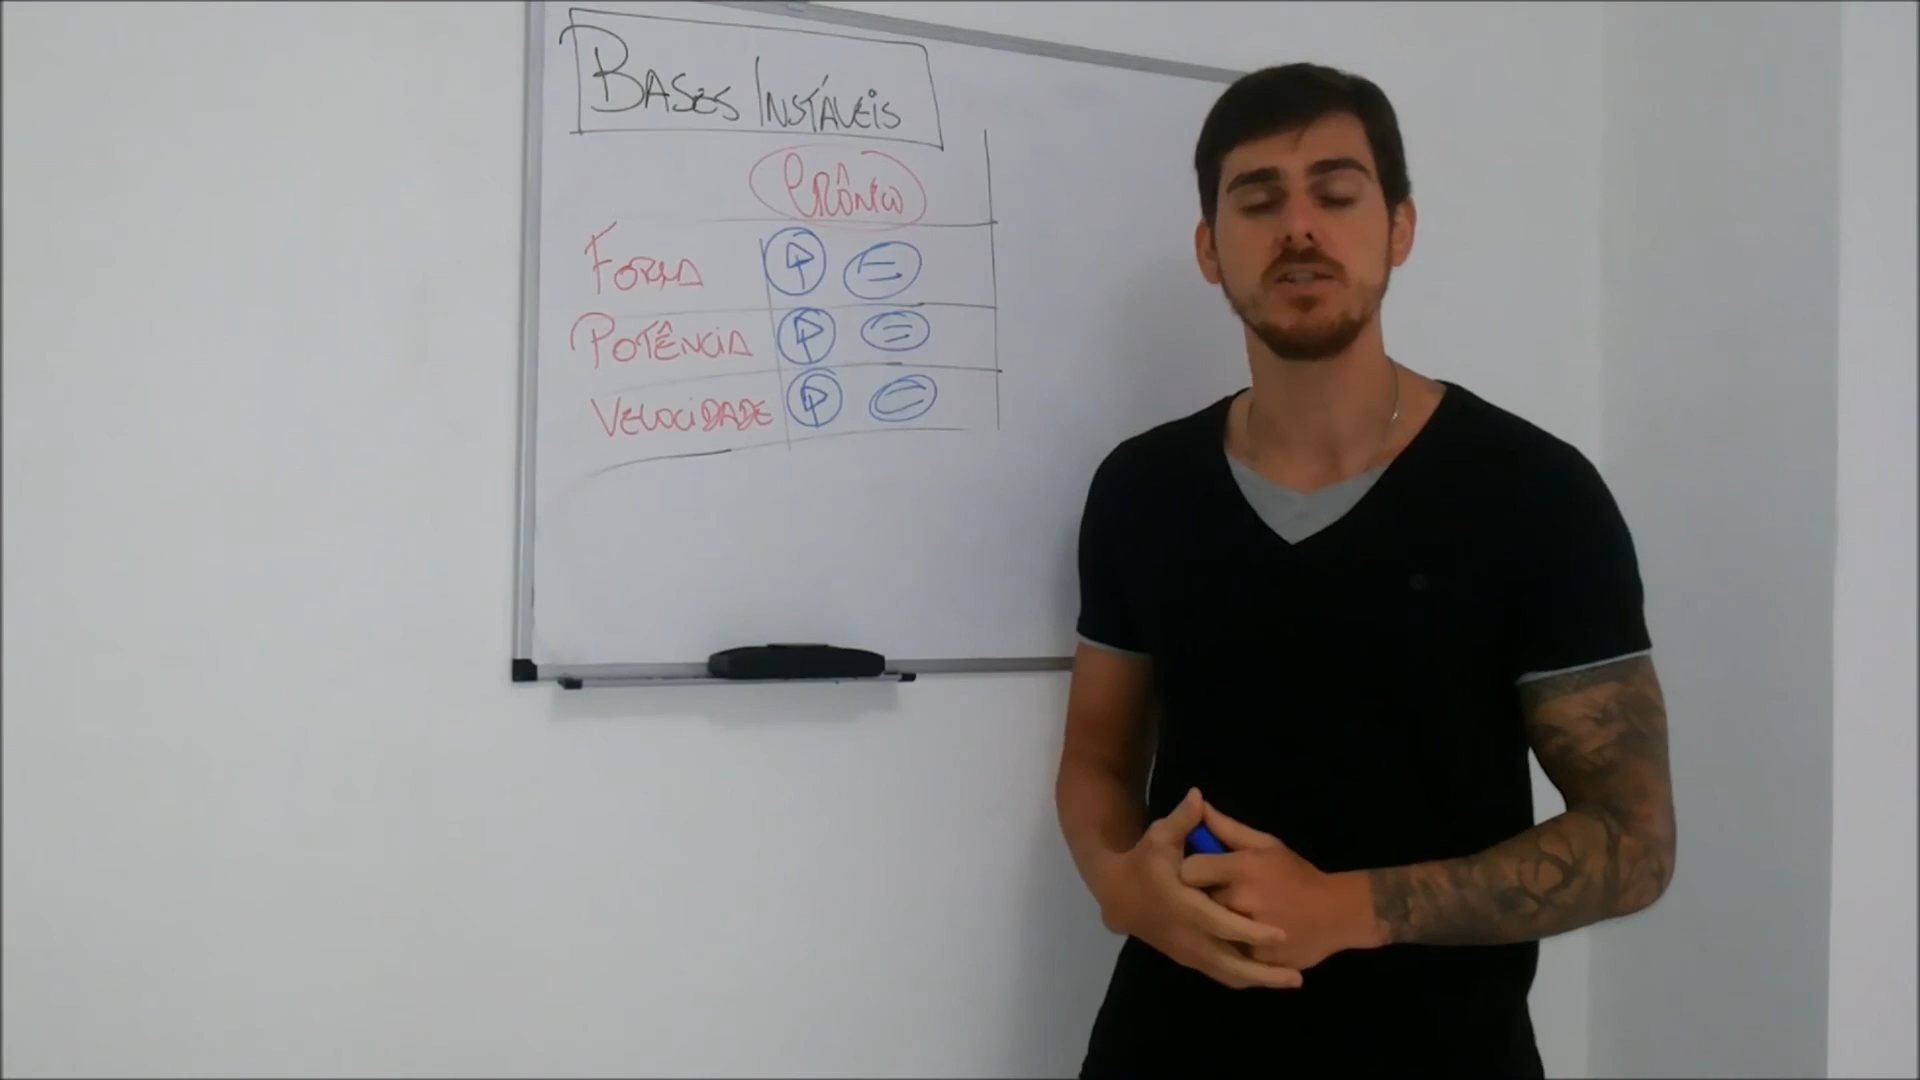 BASES INSTÁVEIS
CRÔNICO
FORÇA ↑ =
POTÊNCIA ↑ =
VELOCIDADE ↑ =